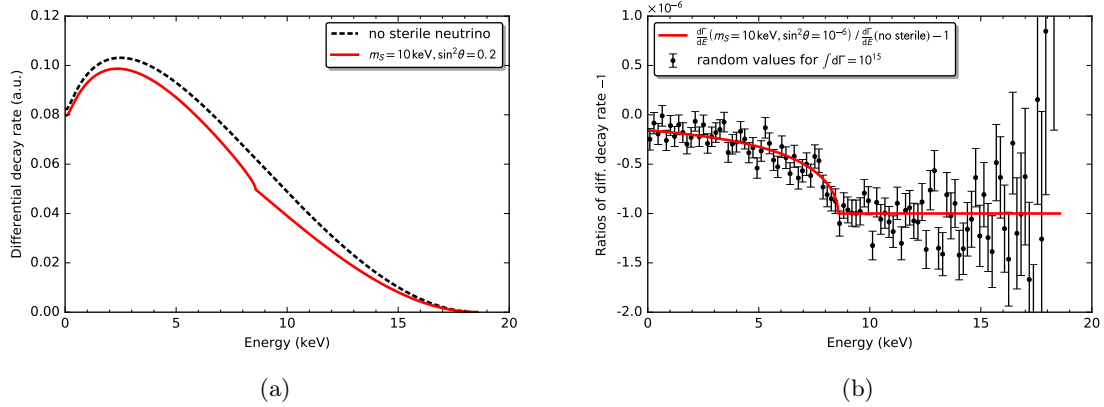 no sterile neutrino
m_S = 10 keV, sin²θ = 0.2
0.12
0.10
0.08
0.06
0.04
0.02
0.00
Differential decay rate (a.u.)
0 5 10 15 20
Energy (keV)
(a)
×10⁻⁶
dΓ/dE (m_S = 10 keV, sin²θ = 10⁻⁶) / dΓ/dE (no sterile) −1
random values for ∫dΓ = 10¹⁵
1.0
0.5
0.0
-0.5
-1.0
-1.5
-2.0
Ratios of diff. decay rate −1
0 5 10 15 20
Energy (keV)
(b)